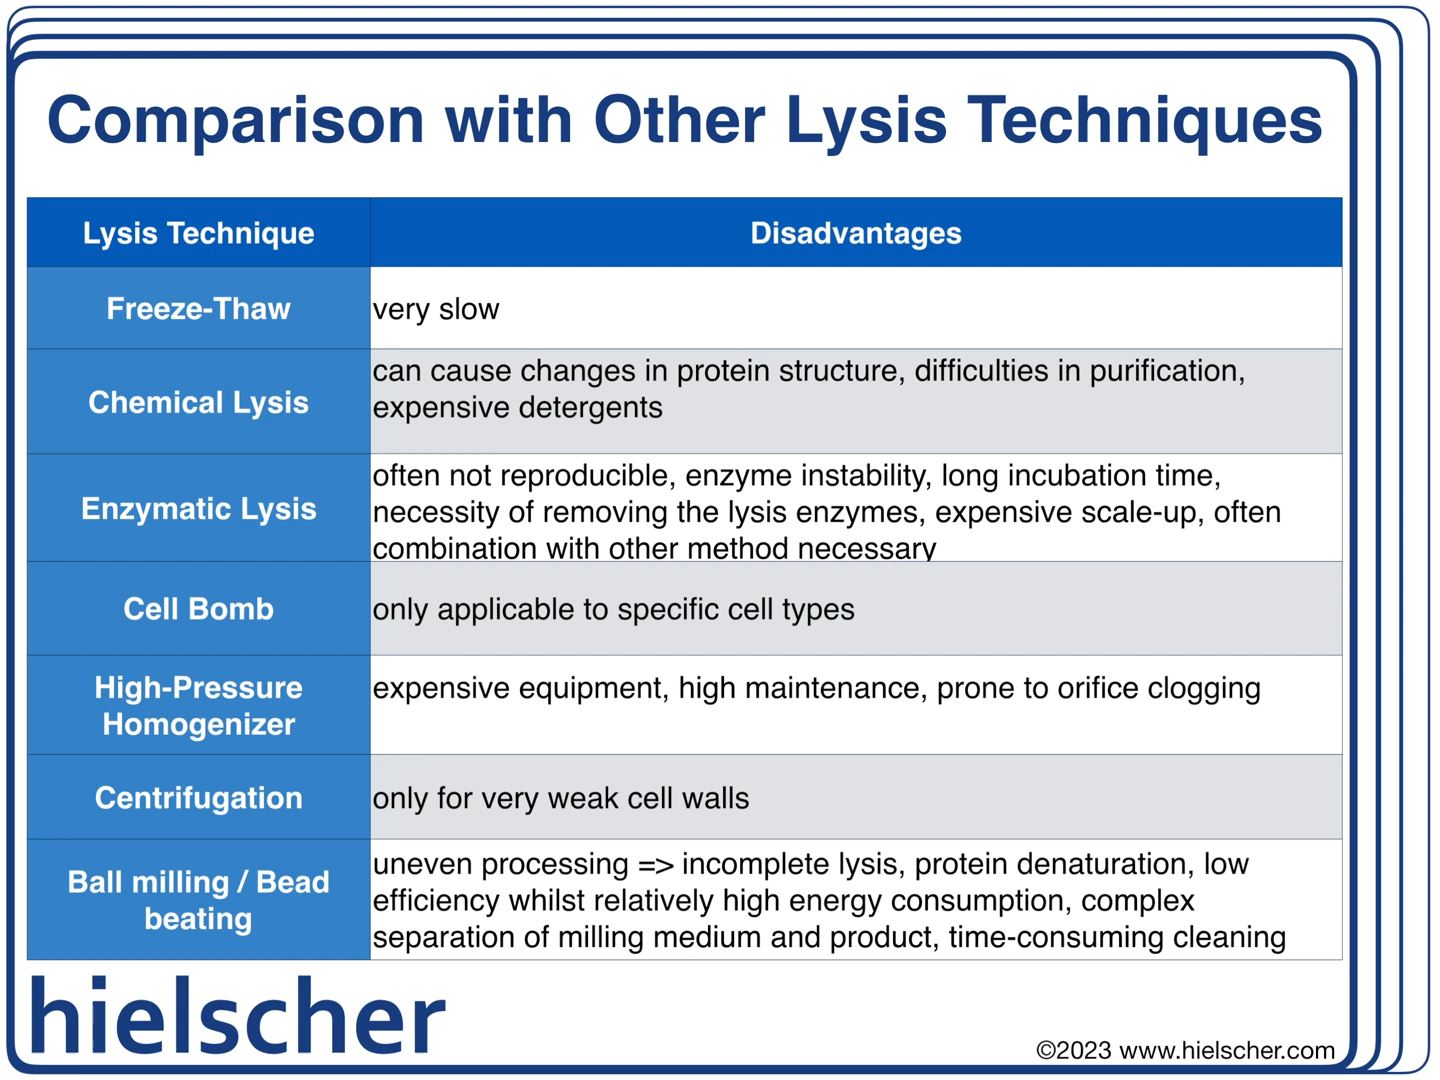 Comparison with Other Lysis Techniques
Lysis Technique
Disadvantages
Freeze-Thaw
very slow
Chemical Lysis
can cause changes in protein structure, difficulties in purification,
expensive detergents
Enzymatic Lysis
often not reproducible, enzyme instability, long incubation time,
necessity of removing the lysis enzymes, expensive scale-up, often
combination with other method necessary
Cell Bomb
only applicable to specific cell types
High-Pressure
Homogenizer
expensive equipment, high maintenance, prone to orifice clogging
Centrifugation
only for very weak cell walls
Ball milling / Bead
beating
uneven processing => incomplete lysis, protein denaturation, low
efficiency whilst relatively high energy consumption, complex
separation of milling medium and product, time-consuming cleaning
hielscher
©2023 www.hielscher.com